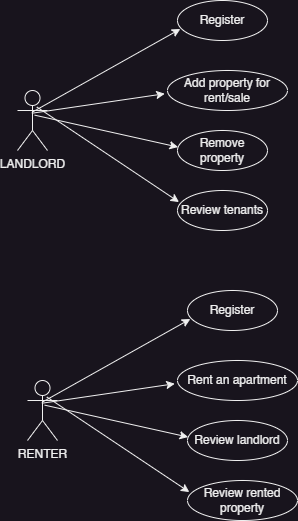 Register
Add property for
rent/sale
Remove
property
LANDLORD
Review tenants
Register
Rent an apartment
Review landlord
RENTER
Review rented
property